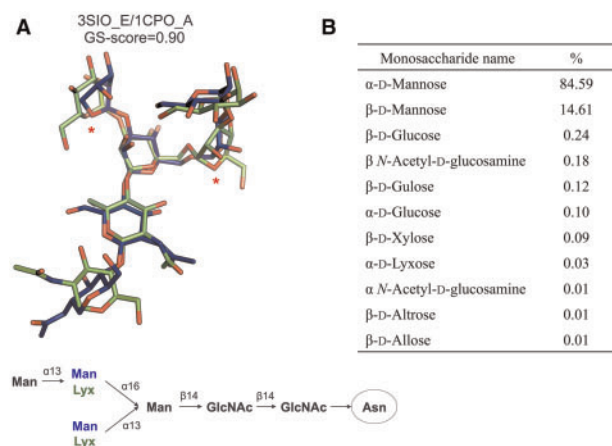 A
3SIO_E/1CPO_A
GS-score=0.90
*
*
α13
Man
Man
Lyx
α16
Man
Lyx
α13
Man
β14
GlcNAc
β14
GlcNAc
Asn
B
Monosaccharide name %
α-D-Mannose 84.59
β-D-Mannose 14.61
β-D-Glucose 0.24
β N-Acetyl-D-glucosamine 0.18
β-D-Gulose 0.12
α-D-Glucose 0.10
β-D-Xylose 0.09
α-D-Lyxose 0.03
α N-Acetyl-D-glucosamine 0.01
β-D-Altrose 0.01
β-D-Allose 0.01